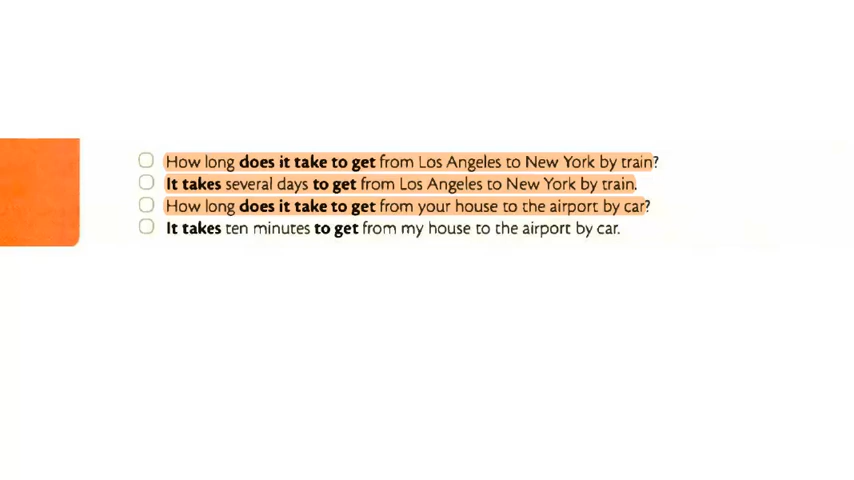 How long does it take to get from Los Angeles to New York by train?
It takes several days to get from Los Angeles to New York by train.
How long does it take to get from your house to the airport by car?
It takes ten minutes to get from my house to the airport by car.